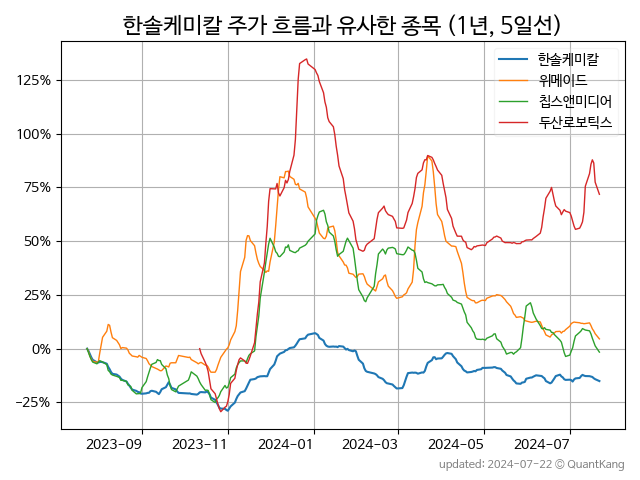 한솔케미칼 주가 흐름과 유사한 종목 (1년, 5일선)
한솔케미칼
위메이드
칩스앤미디어
두산로보틱스
125%
100%
75%
50%
25%
0%
−25%
2023-09 2023-11 2024-01 2024-03 2024-05 2024-07
updated: 2024-07-22 © QuantKang